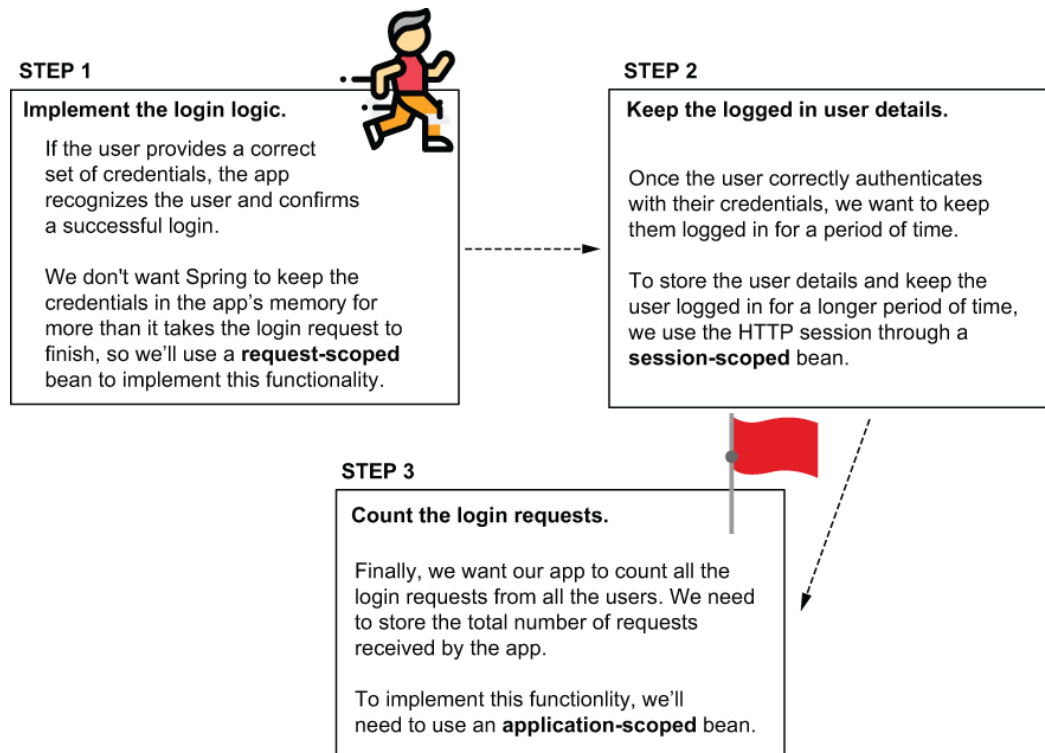 STEP 1
Implement the login logic.
If the user provides a correct
set of credentials, the app
recognizes the user and confirms
a successful login.
We don't want Spring to keep the
credentials in the app’s memory for
more than it takes the login request to
finish, so we’ll use a request-scoped
bean to implement this functionality.
STEP 2
Keep the logged in user details.
Once the user correctly authenticates
with their credentials, we want to keep
them logged in for a period of time.
To store the user details and keep the
user logged in for a longer period of time,
we use the HTTP session through a
session-scoped bean.
STEP 3
Count the login requests.
Finally, we want our app to count all the
login requests from all the users. We need
to store the total number of requests
received by the app.
To implement this functionlity, we’ll
need to use an application-scoped bean.